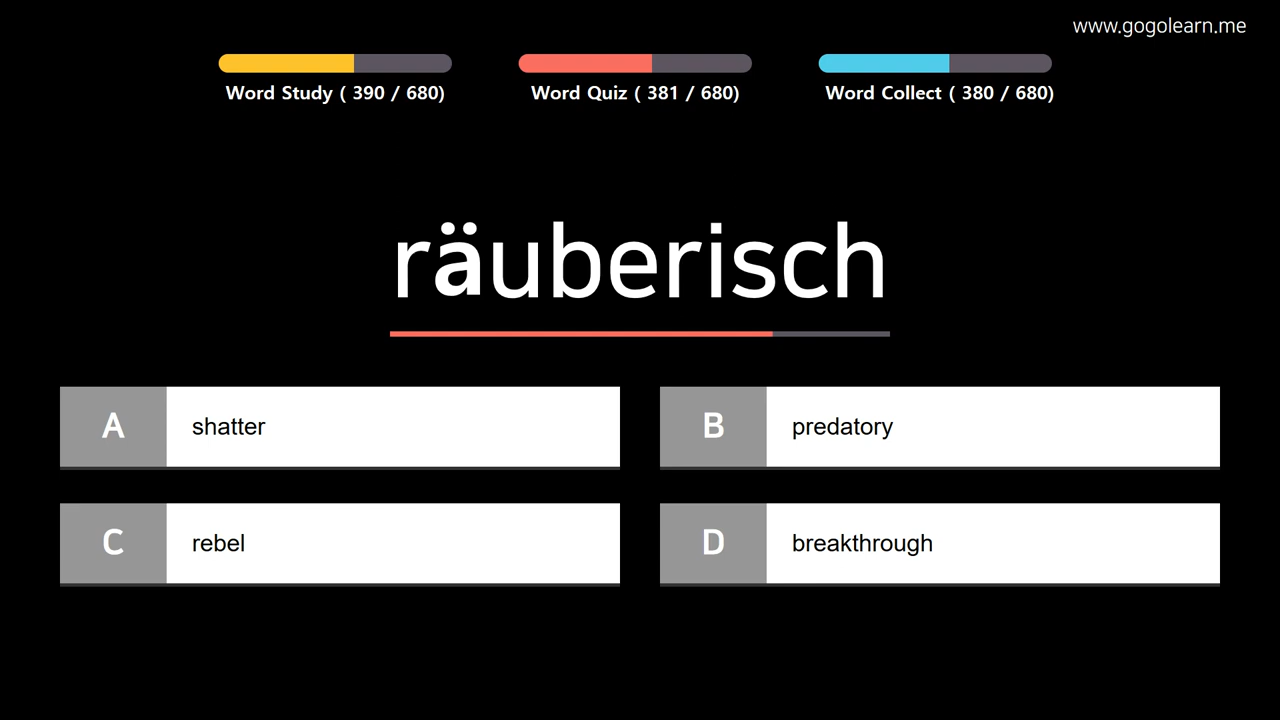 www.gogolearn.me
Word Study ( 390 / 680)
Word Quiz ( 381 / 680)
Word Collect ( 380 / 680)
räuberisch
A shatter
B predatory
C rebel
D breakthrough